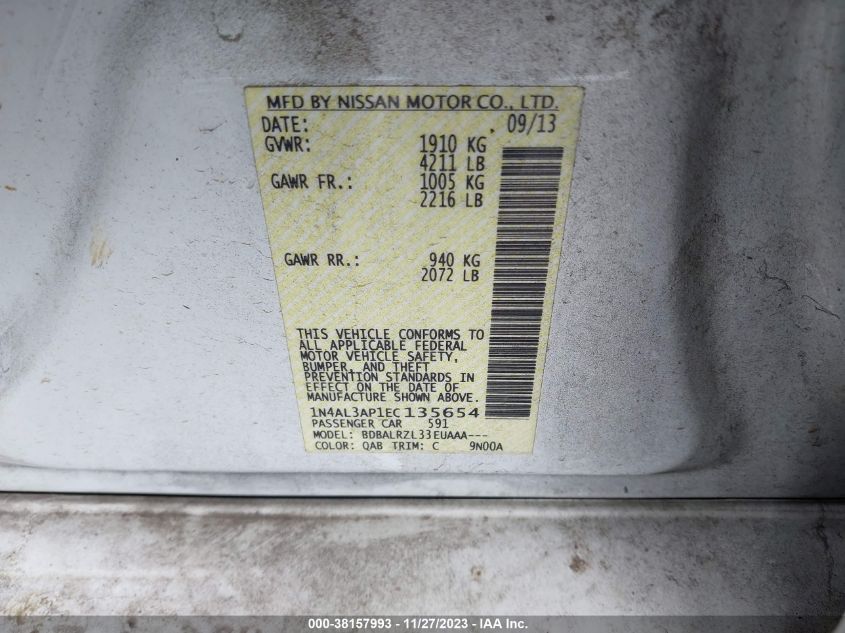 MFD BY NISSAN MOTOR CO., LTD.
DATE: 09/13
GVWR: 1910 KG
4211 LB
GAWR FR.: 1005 KG
2216 LB
GAWR RR.: 940 KG
2072 LB
THIS VEHICLE CONFORMS TO
ALL APPLICABLE FEDERAL
MOTOR VEHICLE SAFETY,
BUMPER, AND THEFT
PREVENTION STANDARDS IN
EFFECT ON THE DATE OF
MANUFACTURE SHOWN ABOVE.
1N4AL3AP1EC135654
PASSENGER CAR 591
MODEL: BDBALRZL33EUAAA---
COLOR: QAB TRIM: C 9N00A
000-38157993 — 11/27/2023 — 1N4AL3AP1EC135654 — IAA Inc.